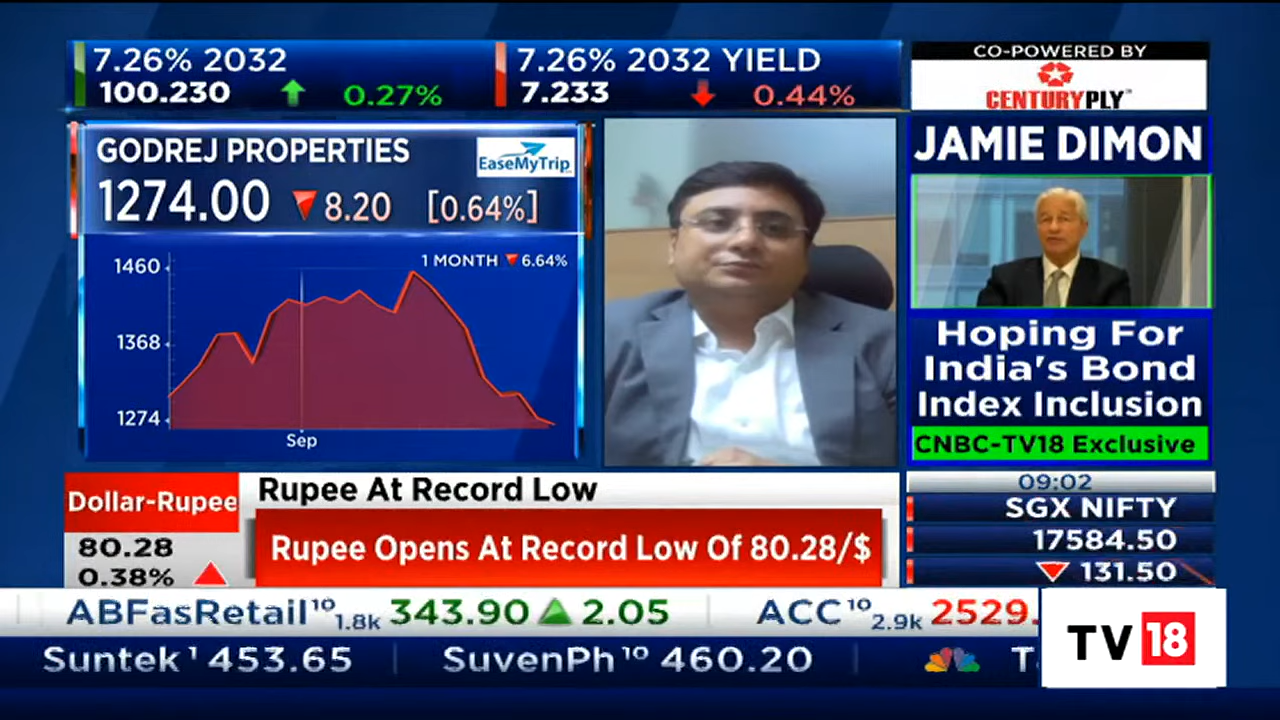 7.26% 2032
100.230 0.27%
7.26% 2032 YIELD
7.233 0.44%
CO-POWERED BY
CENTURYPLY
GODREJ PROPERTIES
EaseMyTrip
1274.00 8.20 [0.64%]
1 MONTH 6.64%
1460
1368
1274
Sep
JAMIE DIMON
Hoping For
India's Bond
Index Inclusion
CNBC-TV18 Exclusive
Dollar-Rupee
80.28
0.38%
Rupee At Record Low
Rupee Opens At Record Low Of 80.28/$
09:02
SGX NIFTY
17584.50
131.50
ABFasRetail10 1.8k 343.90 2.05 ACC10 2.9k 2529.
Suntek1 453.65 SuvenPh10 460.20 T
TV18